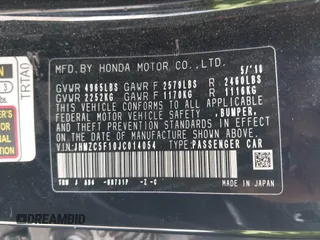 MFD.BY HONDA MOTOR CO.,LTD. 5/'18
GVWR 4965LBS GAWR F 2579LBS R 2460LBS
GVWR 2252KG GAWR F 1170KG R 1116KG
THIS VEHICLE CONFORMS TO ALL APPLICABLE
FEDERAL MOTOR VEHICLE SAFETY, BUMPER,
AND THEFT PREVENTION STANDARDS IN EFFECT
ON THE DATE OF MANUFACTURE SHOWN ABOVE.
VIN:JHMZC5F10JC014054 TYPE:PASSENGER CAR
MADE IN JAPAN
TRTA0
DREAMBID